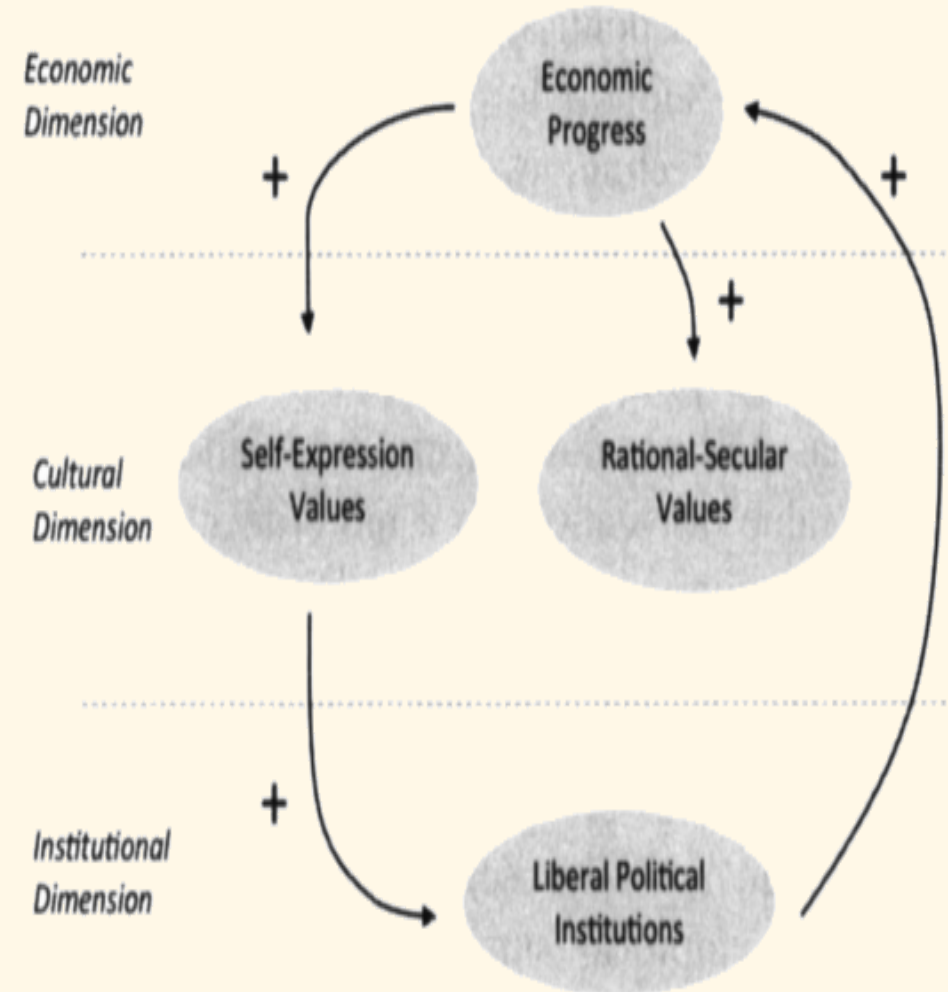 Economic
Dimension
Economic
Progress
+
+
+
Cultural
Dimension
Self-Expression
Values
Rational-Secular
Values
+
Institutional
Dimension
Liberal Political
Institutions